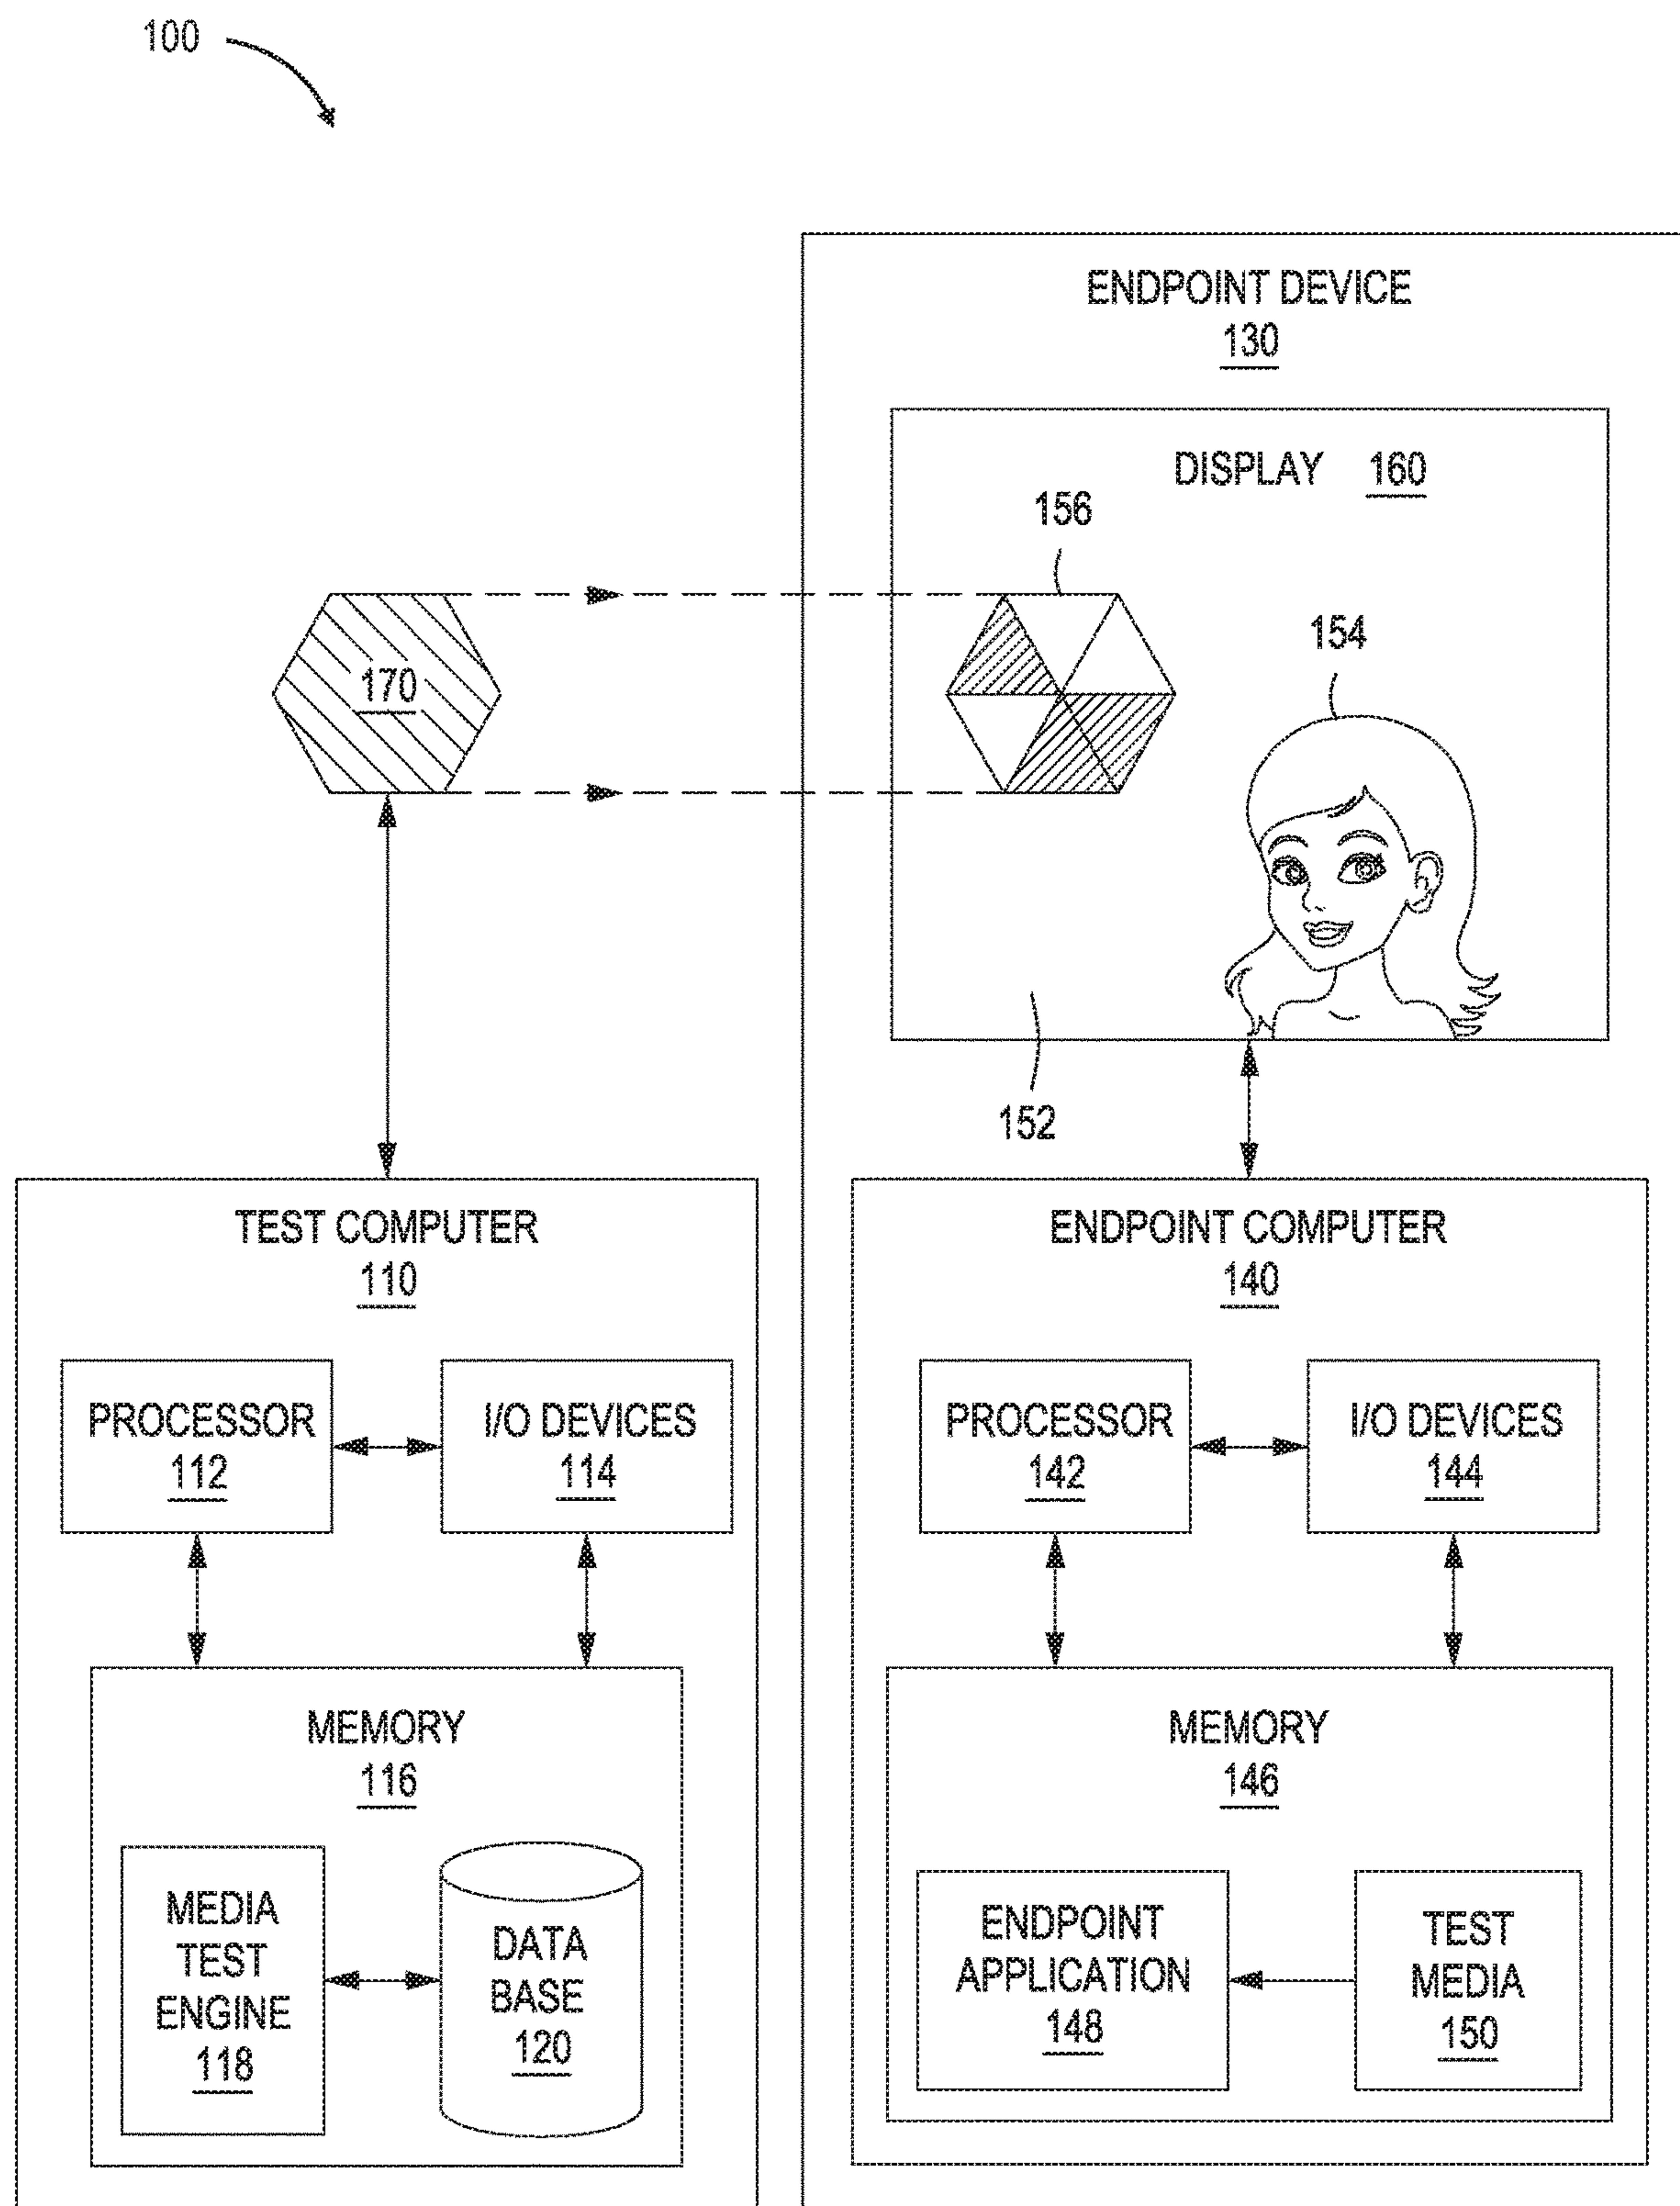 100
ENDPOINT DEVICE
130
DISPLAY 160
156
154
170
152
TEST COMPUTER
110
PROCESSOR
112
I/O DEVICES
114
MEMORY
116
MEDIA
TEST
ENGINE
118
DATA
BASE
120
ENDPOINT COMPUTER
140
PROCESSOR
142
I/O DEVICES
144
MEMORY
146
ENDPOINT
APPLICATION
148
TEST
MEDIA
150